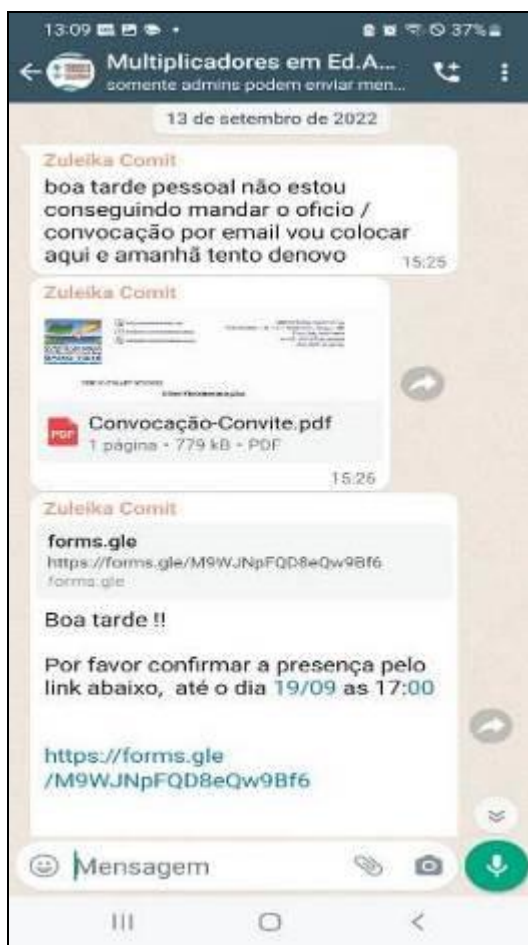 13:09 37%
Multiplicadores em Ed.A...
somente admins podem enviar men...
13 de setembro de 2022
Zuleika Comit
boa tarde pessoal não estou
conseguindo mandar o oficio /
convocação por email vou colocar
aqui e amanhã tento denovo 15:25
Zuleika Comit
Convocação-Convite.pdf
PDF
1 página • 779 kB • PDF
15:26
Zuleika Comit
forms.gle
https://forms.gle/M9WJNpFQD8eQw9Bf6
forms.gle
Boa tarde !!
Por favor confirmar a presença pelo
link abaixo, até o dia 19/09 as 17:00
https://forms.gle
/M9WJNpFQD8eQw9Bf6
Mensagem